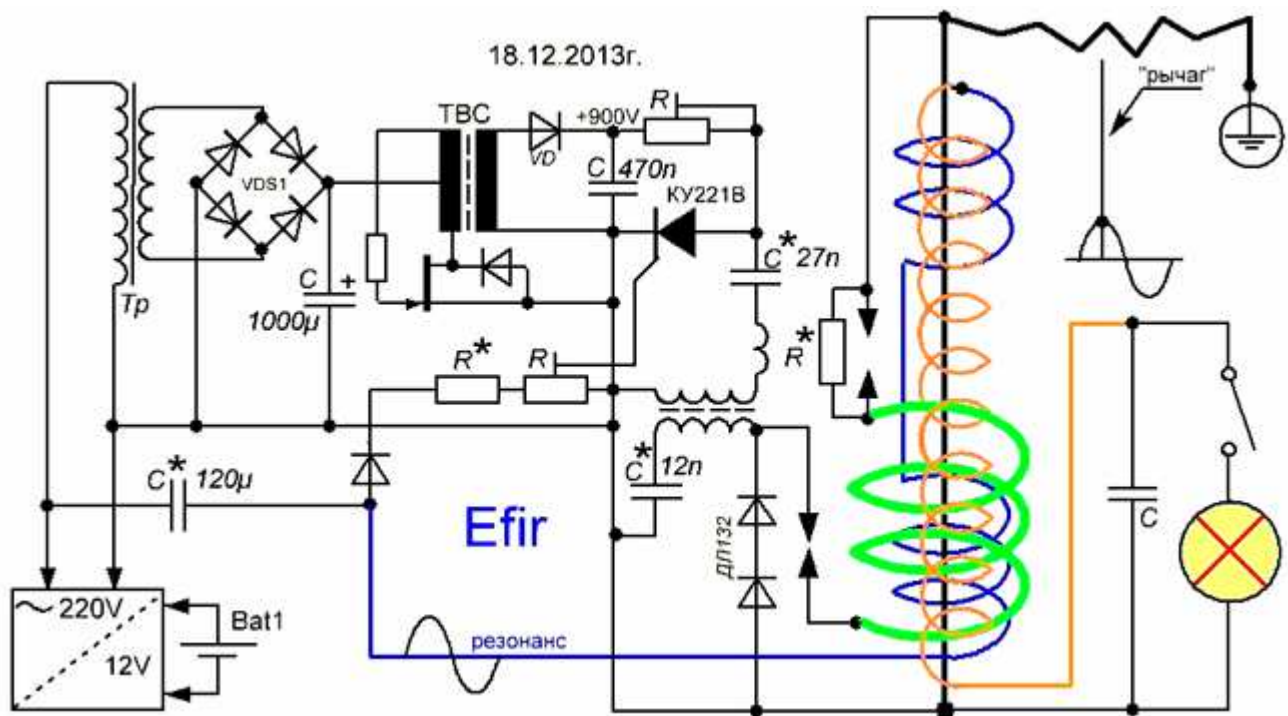 18.12.2013г.
"рычаг"
ТВС
+900V
R
VD
VDS1
C 470n
КУ221В
Tp
C +
1000µ
C* 27n
R*
R* R
C* 120µ
C* 12n
Efir
ДЛ132
C
~ 220V
12V
Bat1
резонанс